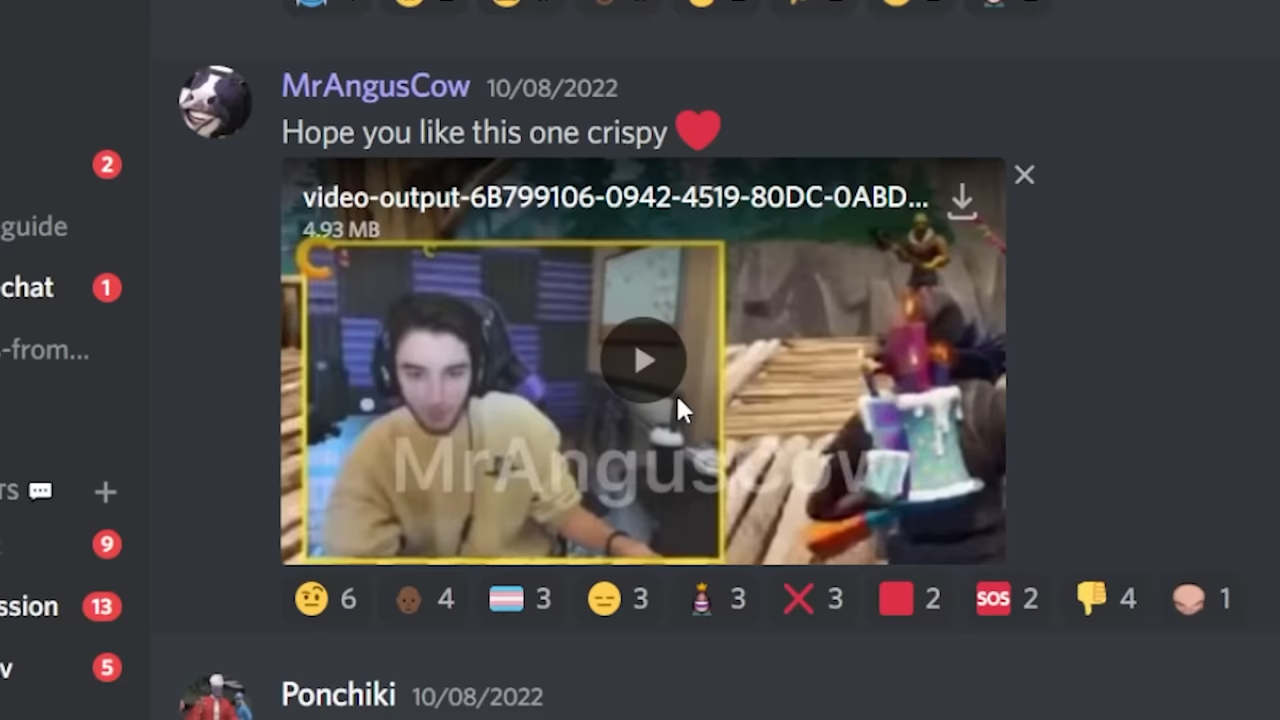 MrAngusCow 10/08/2022
Hope you like this one crispy
2
video-output-6B799106-0942-4519-80DC-0ABD...
4.93 MB
guide
chat 1
-from...
MrAngusCow
TS +
9
ssion 13
6 4 3 3 3 3 2 SOS 2 4 1
v 5
Ponchiki 10/08/2022